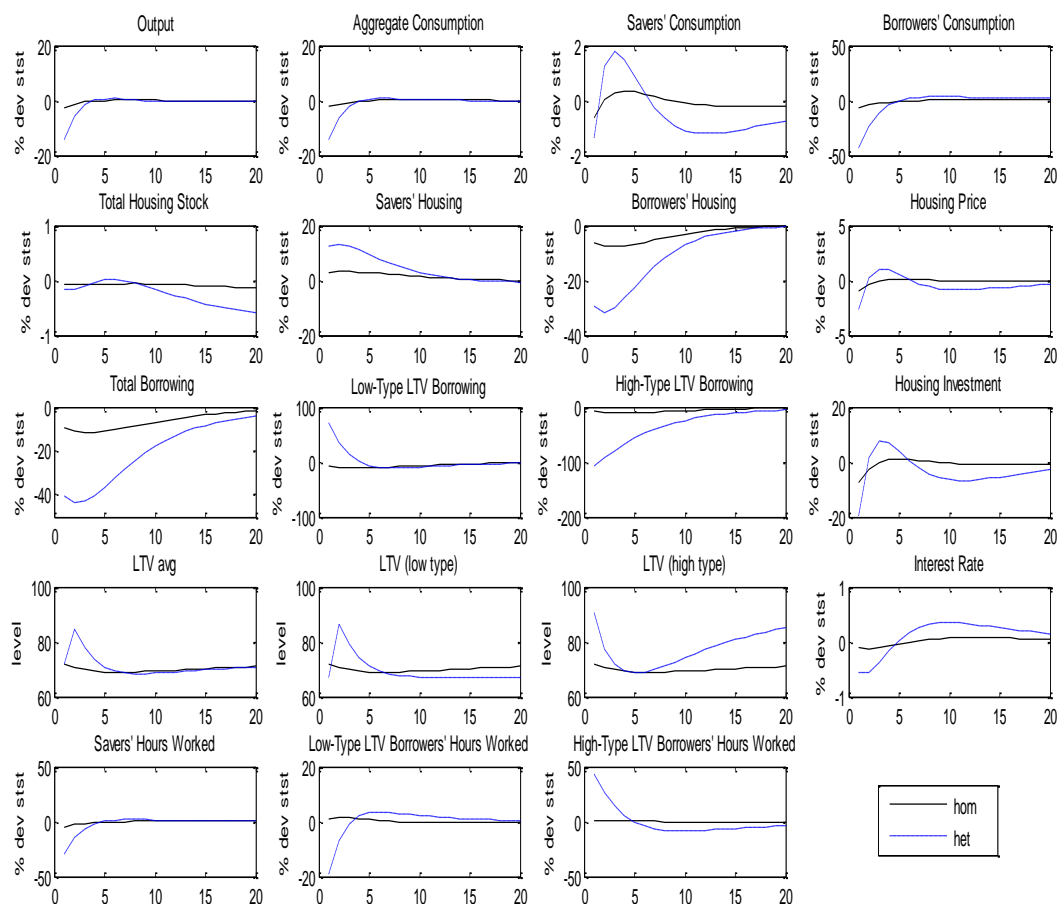 Output
% dev stst
20
0
-20
0 5 10 15 20
Aggregate Consumption
% dev stst
20
0
-20
0 5 10 15 20
Savers' Consumption
% dev stst
2
0
-2
0 5 10 15 20
Borrowers' Consumption
% dev stst
50
0
-50
0 5 10 15 20
Total Housing Stock
% dev stst
1
0
-1
0 5 10 15 20
Savers' Housing
% dev stst
20
0
-20
0 5 10 15 20
Borrowers' Housing
% dev stst
0
-20
-40
0 5 10 15 20
Housing Price
% dev stst
5
0
-5
0 5 10 15 20
Total Borrowing
% dev stst
0
-20
-40
0 5 10 15 20
Low-Type LTV Borrowing
% dev stst
100
0
-100
0 5 10 15 20
High-Type LTV Borrowing
% dev stst
0
-100
-200
0 5 10 15 20
Housing Investment
% dev stst
20
0
-20
0 5 10 15 20
LTV avg
level
100
80
60
0 5 10 15 20
LTV (low type)
level
100
80
60
0 5 10 15 20
LTV (high type)
level
100
80
60
0 5 10 15 20
Interest Rate
% dev stst
1
0
-1
0 5 10 15 20
Savers' Hours Worked
% dev stst
50
0
-50
0 5 10 15 20
Low-Type LTV Borrowers' Hours Worked
% dev stst
20
0
-20
0 5 10 15 20
High-Type LTV Borrowers' Hours Worked
% dev stst
50
0
-50
0 5 10 15 20
hom
het